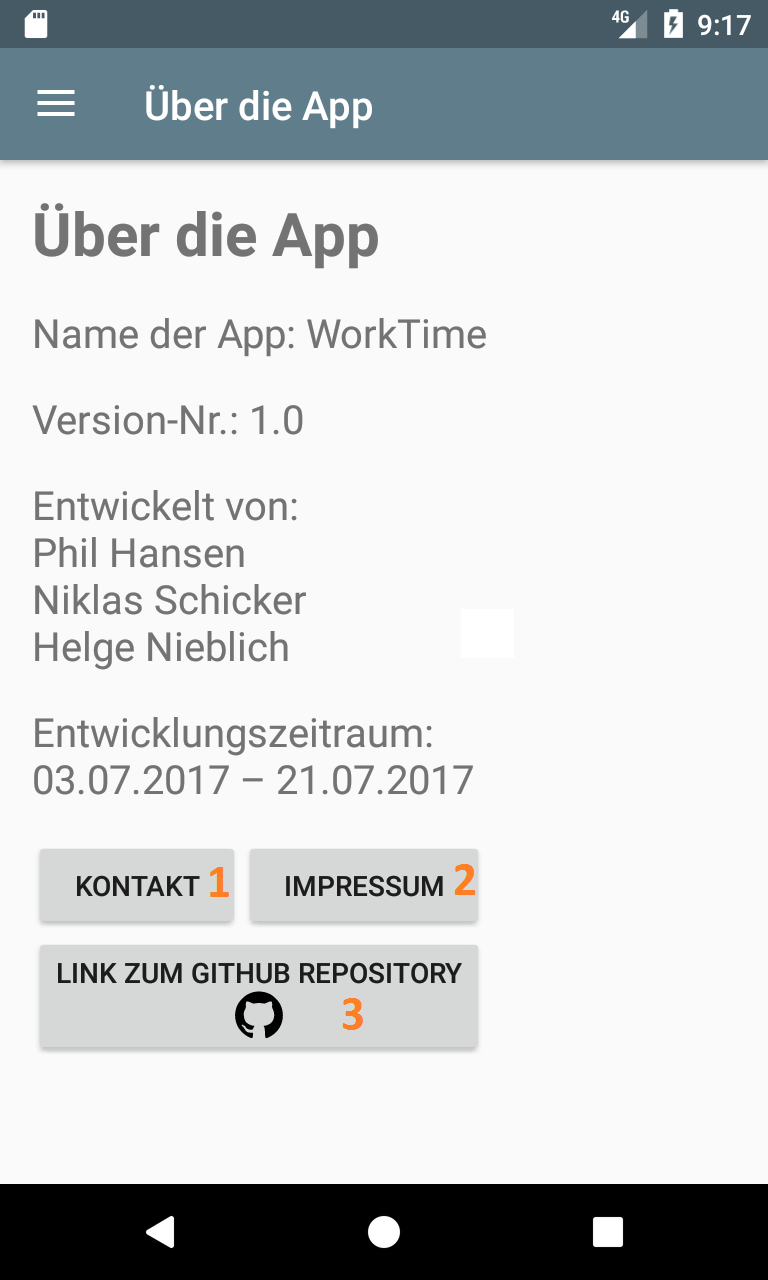 4G 9:17
Über die App
Über die App
Name der App: WorkTime
Version-Nr.: 1.0
Entwickelt von:
Phil Hansen
Niklas Schicker
Helge Nieblich
Entwicklungszeitraum:
03.07.2017 – 21.07.2017
KONTAKT 1 IMPRESSUM 2
LINK ZUM GITHUB REPOSITORY
3